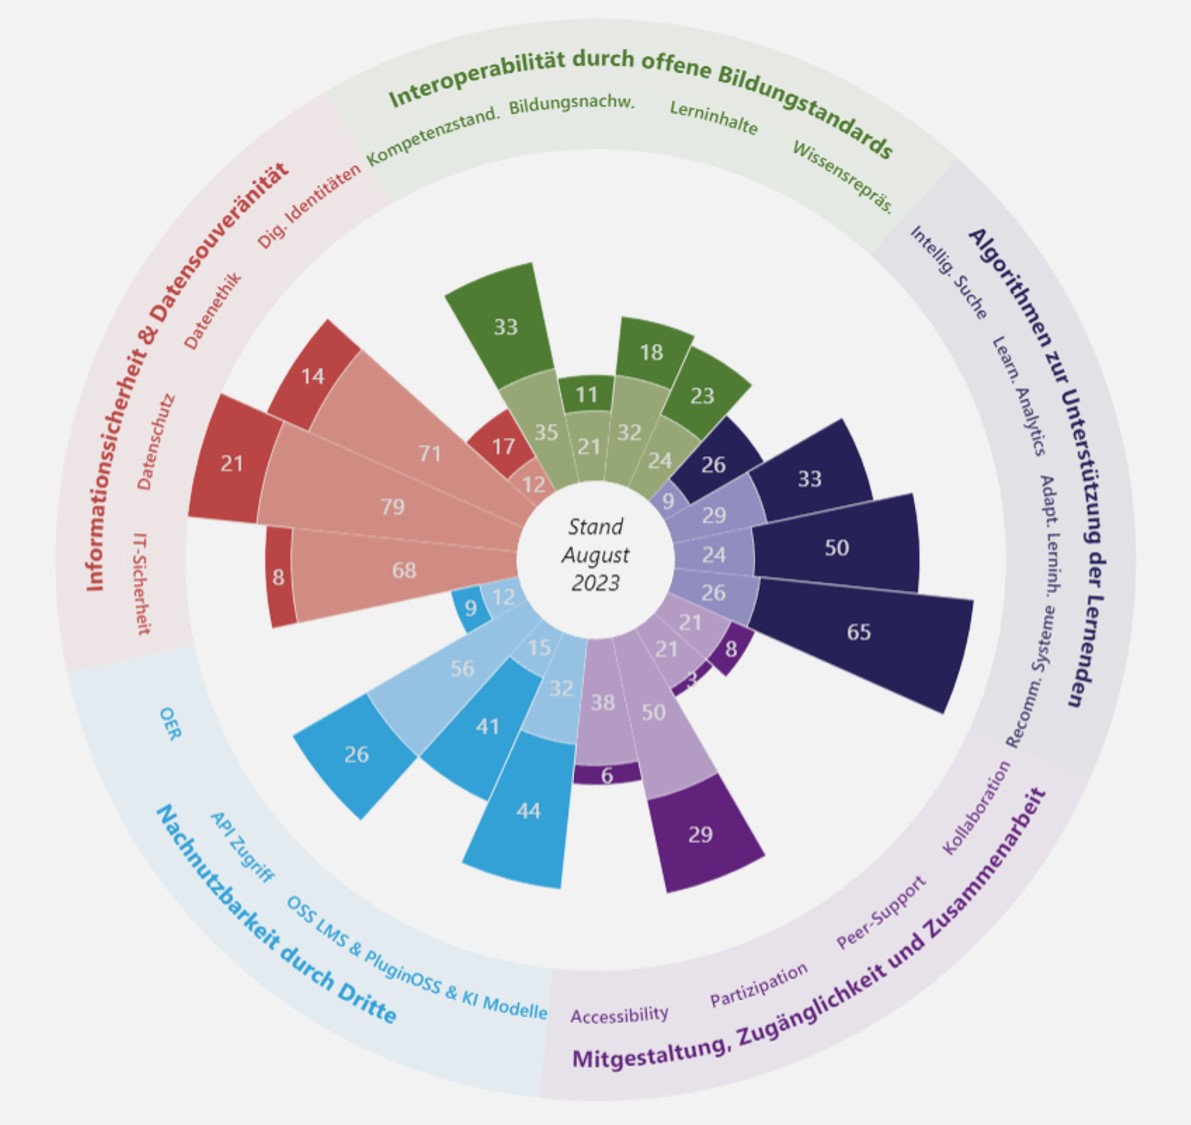 Interoperabilität durch offene Bildungstandards
Kompetenzstand.
Bildungsnachw.
Lerninhalte
Wissensrepräs.
Algorithmen zur Unterstützung der Lernenden
Intellig. Suche
Learn. Analytics
Adapt. Lerninh.
Recomm. Systeme
Mitgestaltung, Zugänglichkeit und Zusammenarbeit
Kollaboration
Peer-Support
Partizipation
Accessibility
Nachnutzbarkeit durch Dritte
OSS & KI Modelle
OSS LMS & Plugin
API Zugriff
OER
Informationssicherheit & Datensouveränität
IT-Sicherheit
Datenschutz
Datenethik
Dig. Identitäten
33
35
11
21
18
32
23
24
26
9
33
29
50
24
65
26
8
21
3
21
29
50
6
38
44
32
41
15
26
56
9
12
8
68
21
79
14
71
17
12
Stand
August
2023